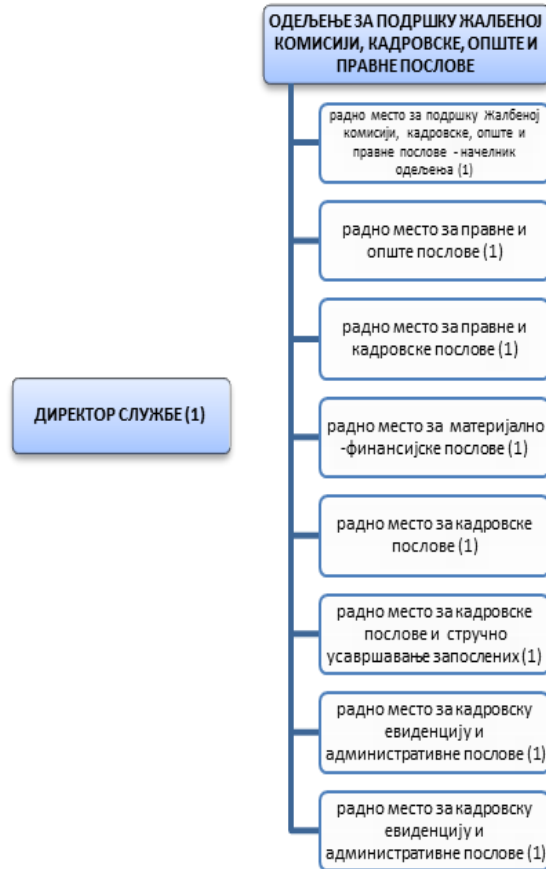 ОДЕЉЕЊЕ ЗА ПОДРШКУ ЖАЛБЕНОЈ
КОМИСИЈИ, КАДРОВСКЕ, ОПШТЕ И
ПРАВНЕ ПОСЛОВЕ
радно место за подршку Жалбеној
комисији, кадровске, опште и
правне послове - начелник
одељења (1)
радно место за правне и
опште послове (1)
радно место за правне и
кадровске послове (1)
ДИРЕКТОР СЛУЖБЕ (1)
радно место за материјално
-финансијске послове (1)
радно место за кадровске
послове (1)
радно место за кадровске
послове и стручно
усавршавање запослених (1)
радно место за кадровску
евиденцију и
административне послове (1)
радно место за кадровску
евиденцију и
административне послове (1)